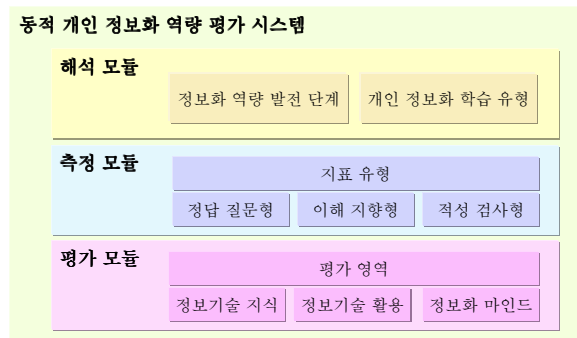 동적 개인 정보화 역량 평가 시스템
해석 모듈
정보화 역량 발전 단계 개인 정보화 학습 유형
측정 모듈
지표 유형
정답 질문형 이해 지향형 적성 검사형
평가 모듈
평가 영역
정보기술 지식 정보기술 활용 정보화 마인드